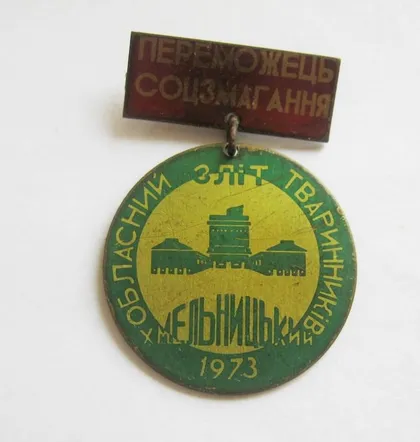 ПЕРЕМОЖЕЦЬ
СОЦЗМАГАННЯ
ОБЛАСНИЙ ЗЛІТ ТВАРИННИКІВ
ХМЕЛЬНИЦЬКИЙ
1973